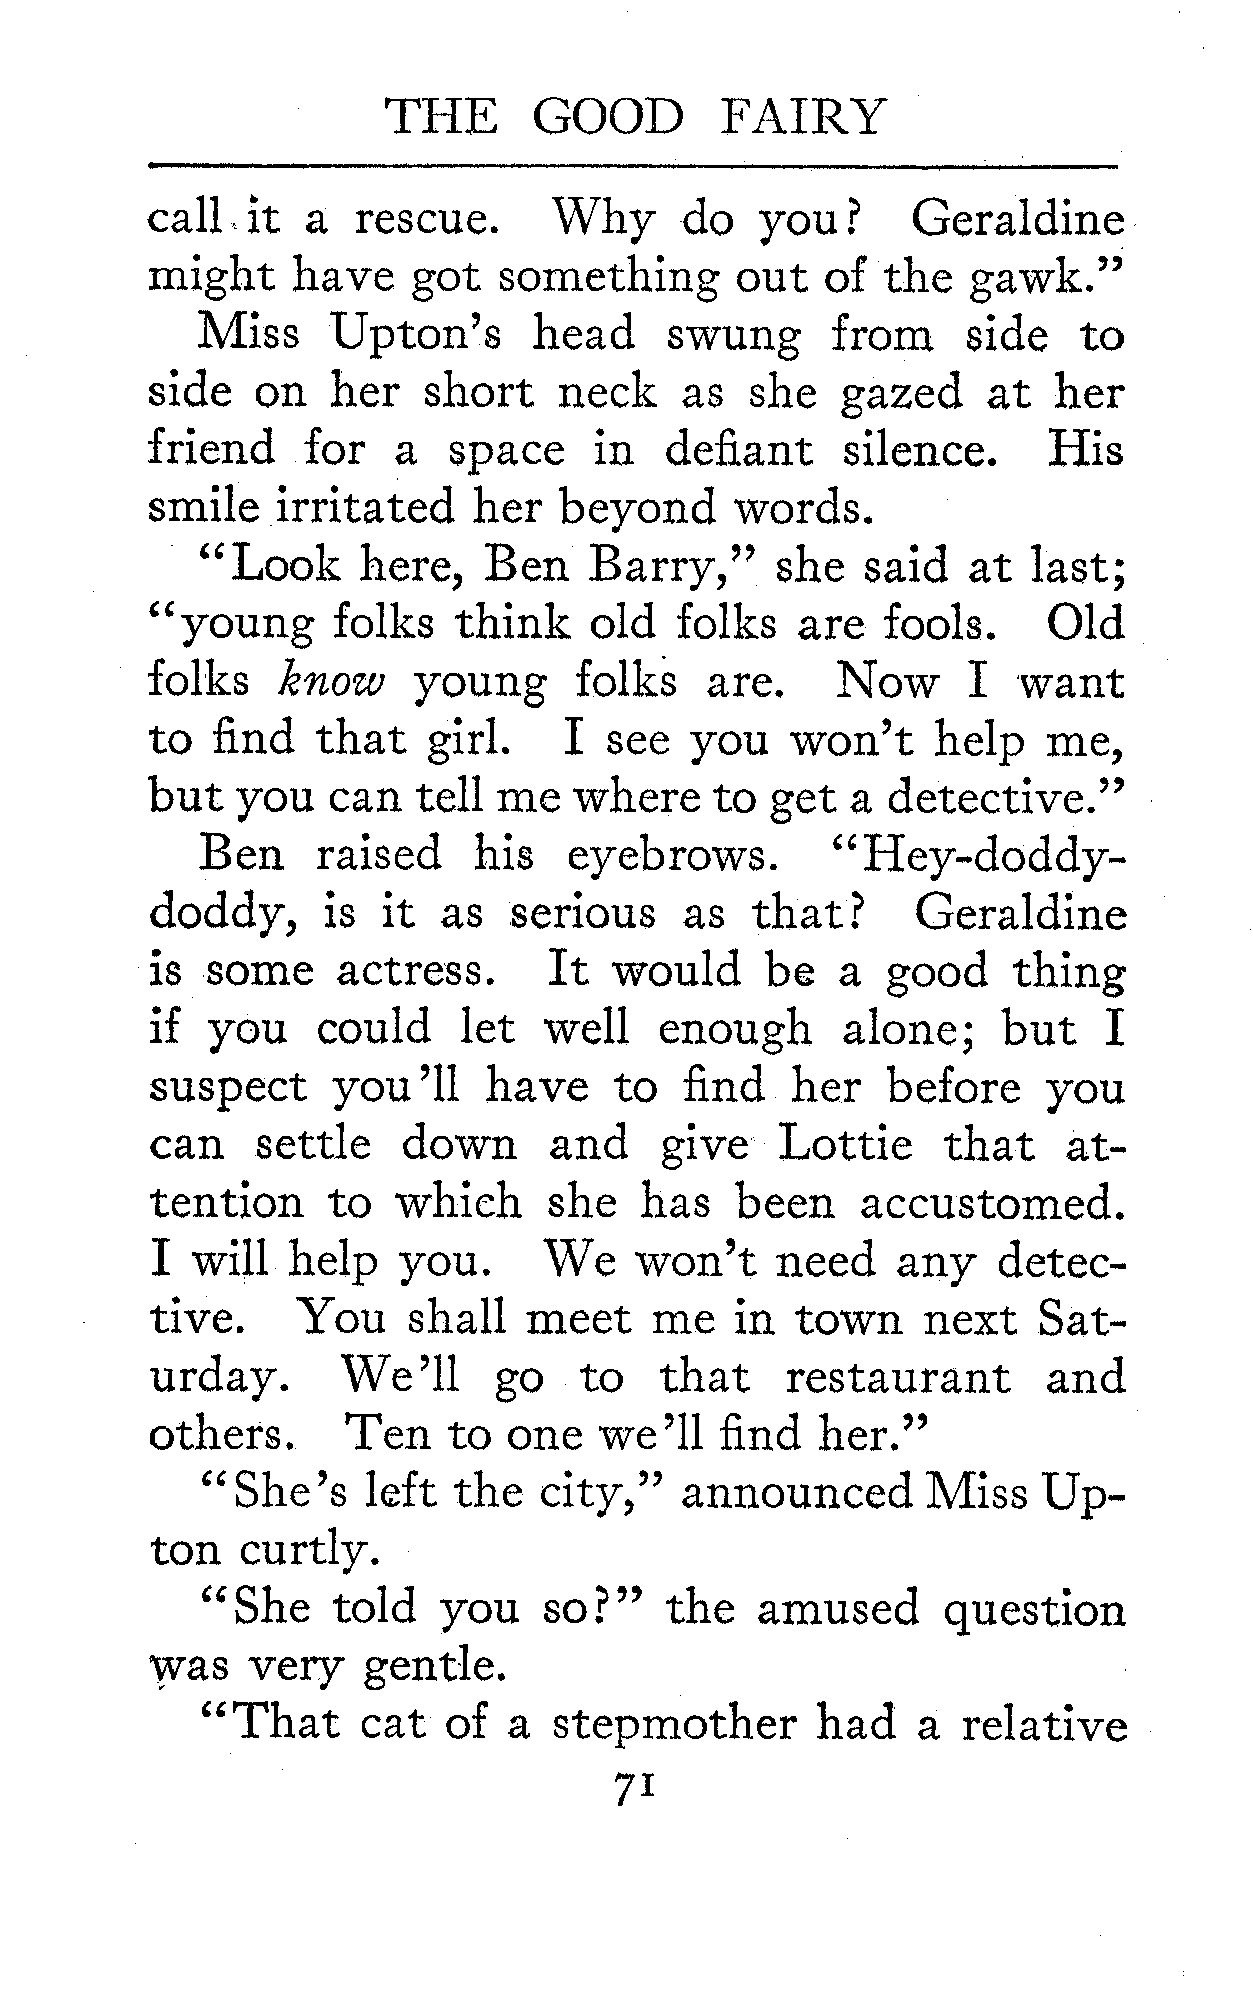 THE GOOD FAIRY
call it a rescue. Why do you? Geraldine
might have got something out of the gawk."
Miss Upton's head swung from side to
side on her short neck as she gazed at her
friend for a space in defiant silence. His
smile irritated her beyond words.
"Look here, Ben Barry," she said at last;
"young folks think old folks are fools. Old
folks know young folks are. Now I want
to find that girl. I see you won't help me,
but you can tell me where to get a detective."
Ben raised his eyebrows. "Hey-doddy-
doddy, is it as serious as that? Geraldine
is some actress. It would be a good thing
if you could let well enough alone; but I
suspect you'll have to find her before you
can settle down and give Lottie that at-
tention to which she has been accustomed.
I will help you. We won't need any detec-
tive. You shall meet me in town next Sat-
urday. We'll go to that restaurant and
others. Ten to one we'll find her."
"She's left the city," announced Miss Up-
ton curtly.
"She told you so?" the amused question
was very gentle.
"That cat of a stepmother had a relative
71